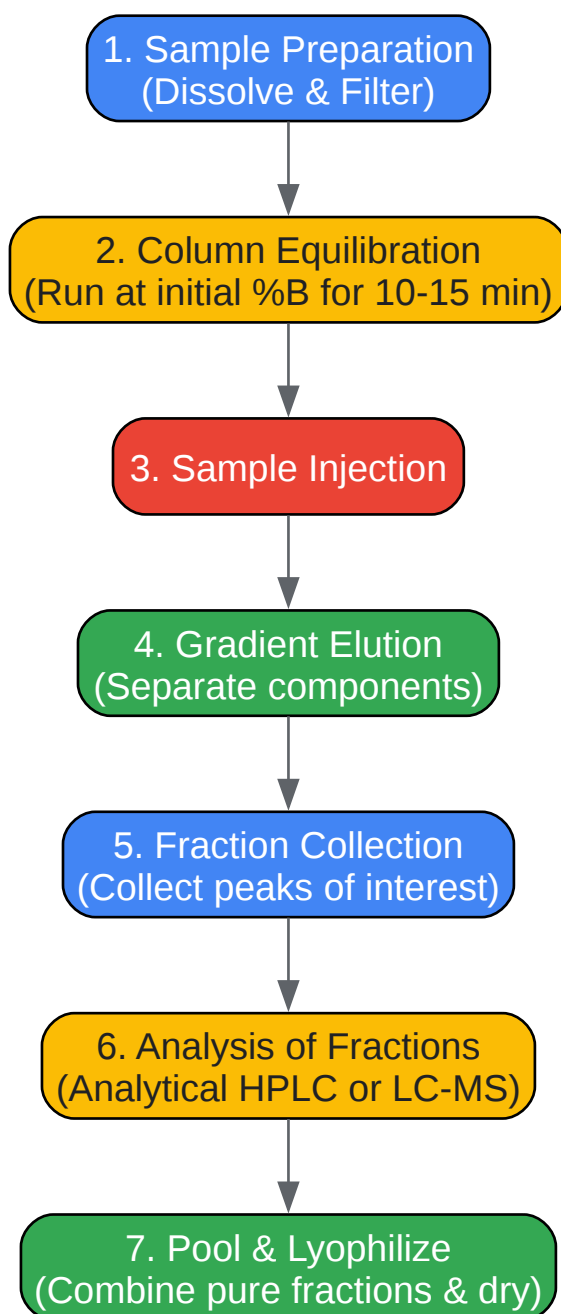 1. Sample Preparation
(Dissolve & Filter)
2. Column Equilibration
(Run at initial %B for 10-15 min)
3. Sample Injection
4. Gradient Elution
(Separate components)
5. Fraction Collection
(Collect peaks of interest)
6. Analysis of Fractions
(Analytical HPLC or LC-MS)
7. Pool & Lyophilize
(Combine pure fractions & dry)